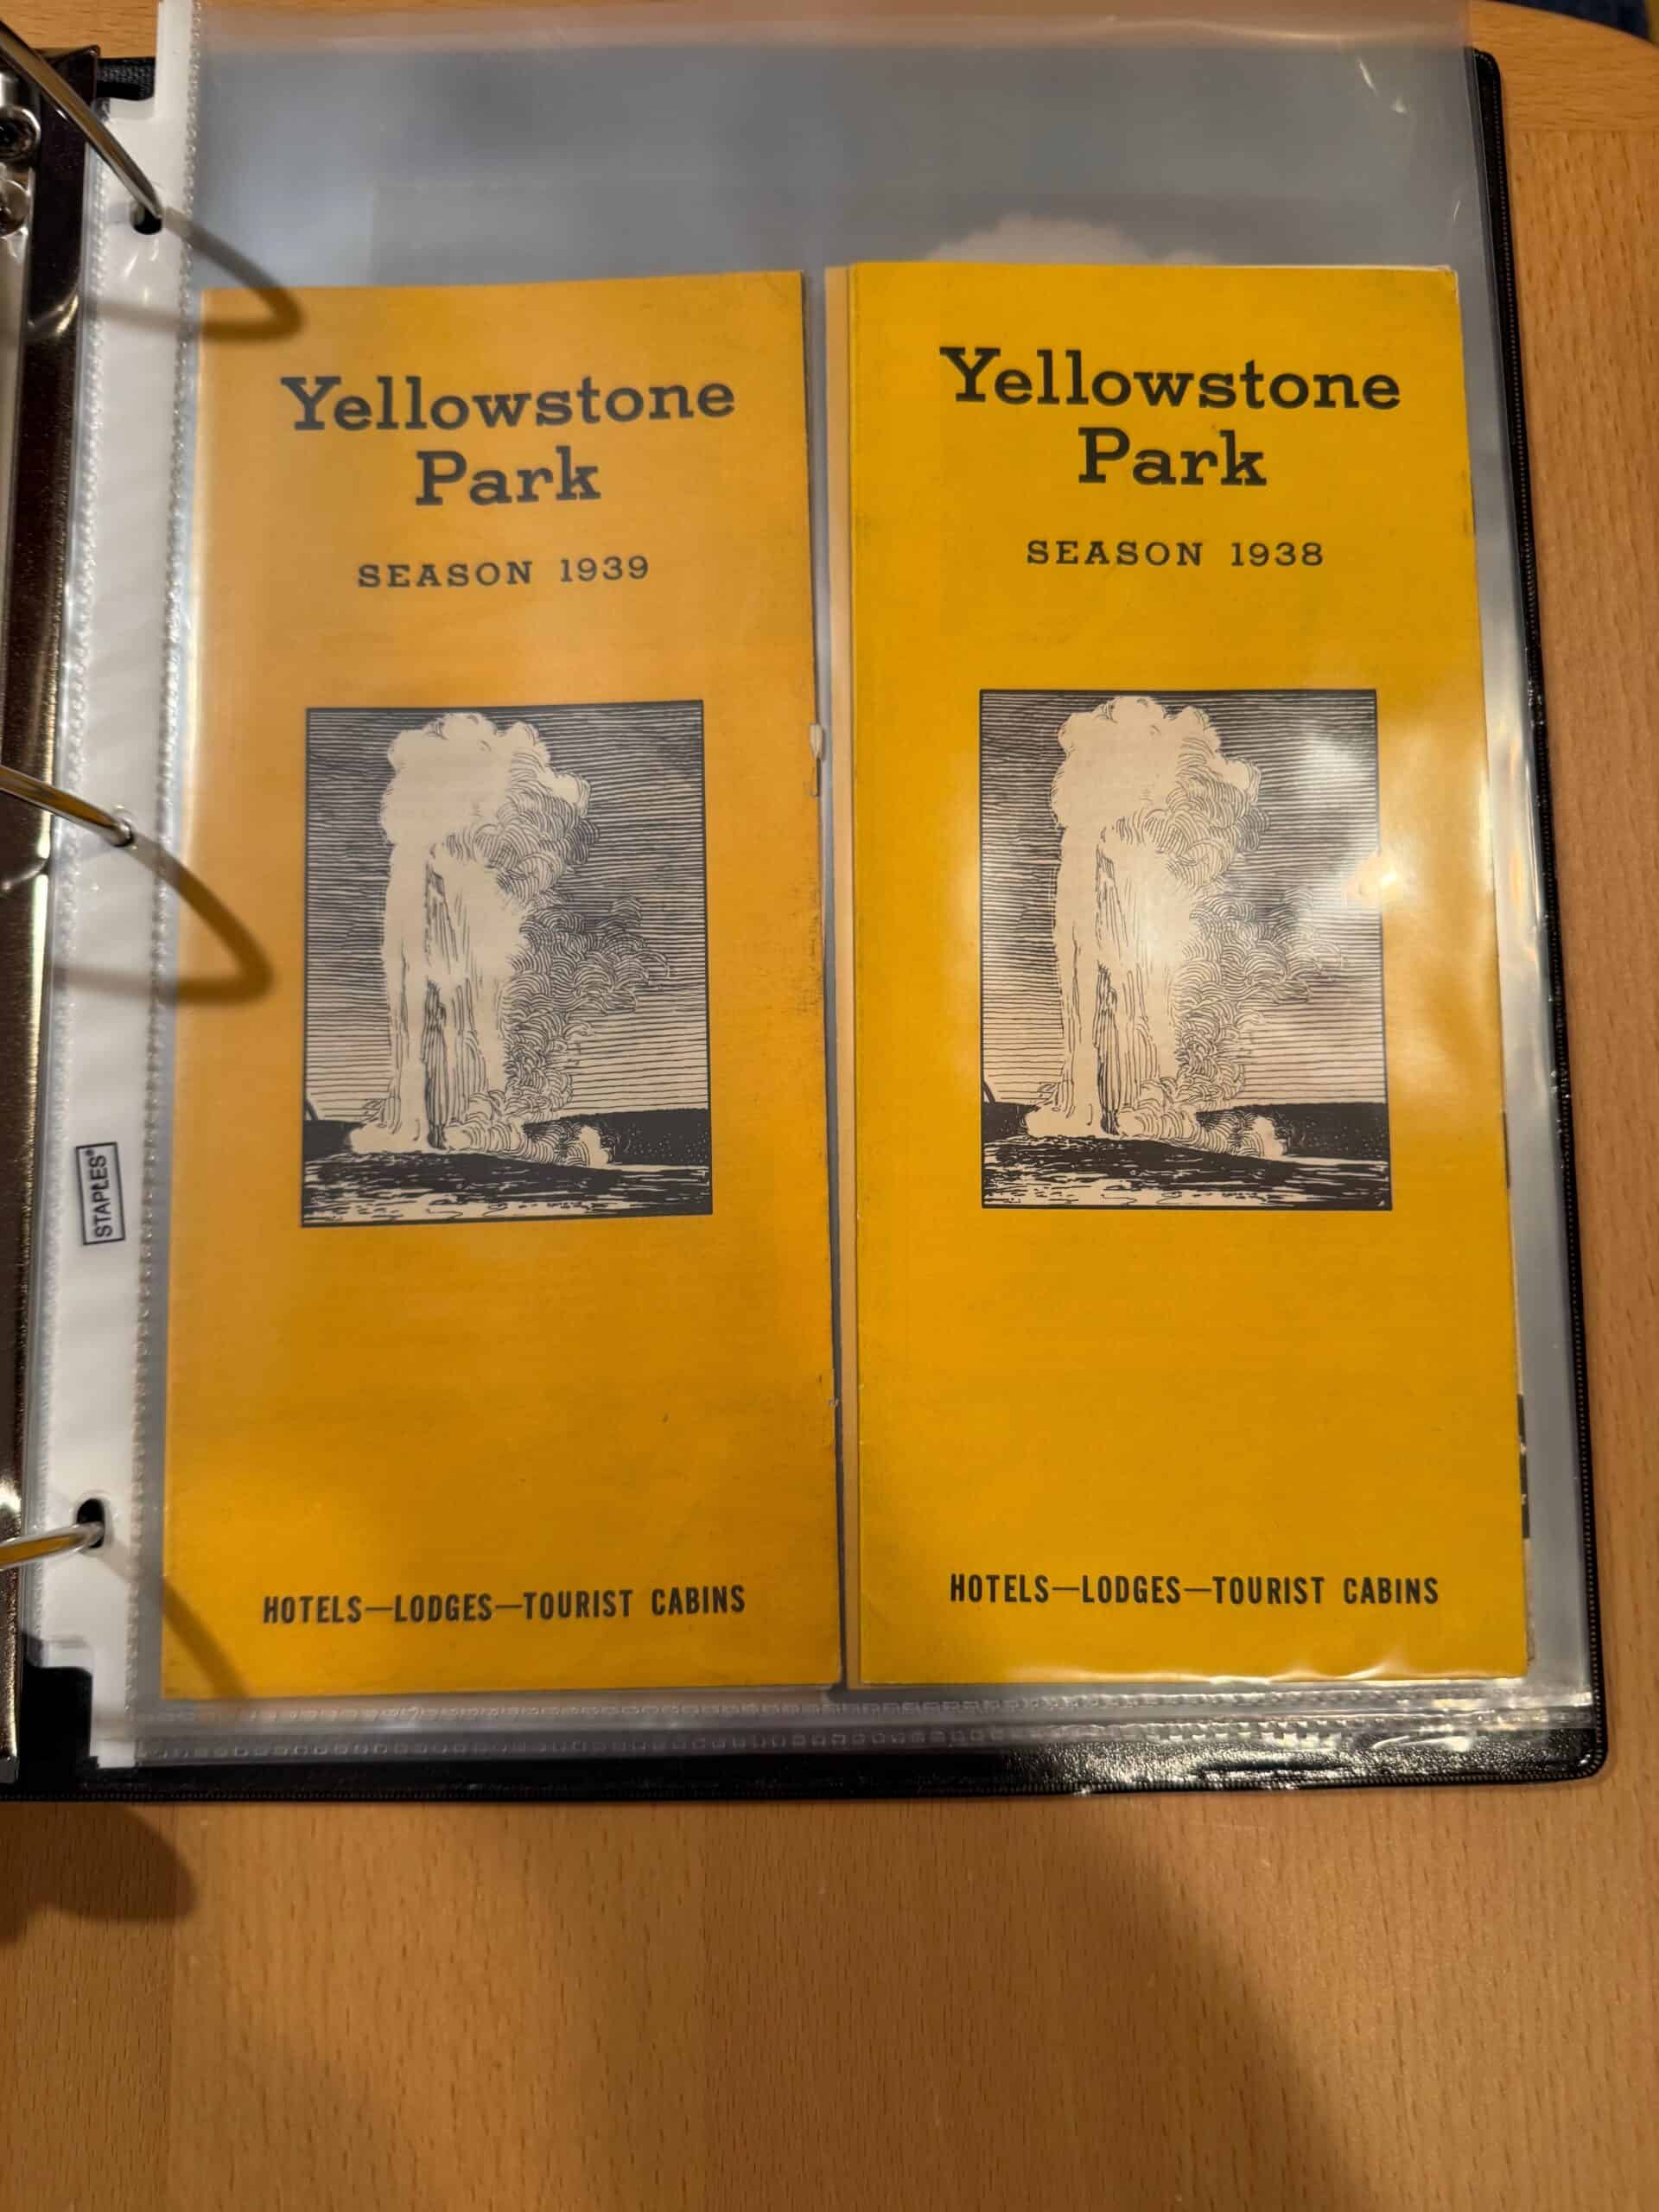 Yellowstone
Park
SEASON 1939
HOTELS—LODGES—TOURIST CABINS
Yellowstone
Park
SEASON 1938
HOTELS—LODGES—TOURIST CABINS
STAPLES